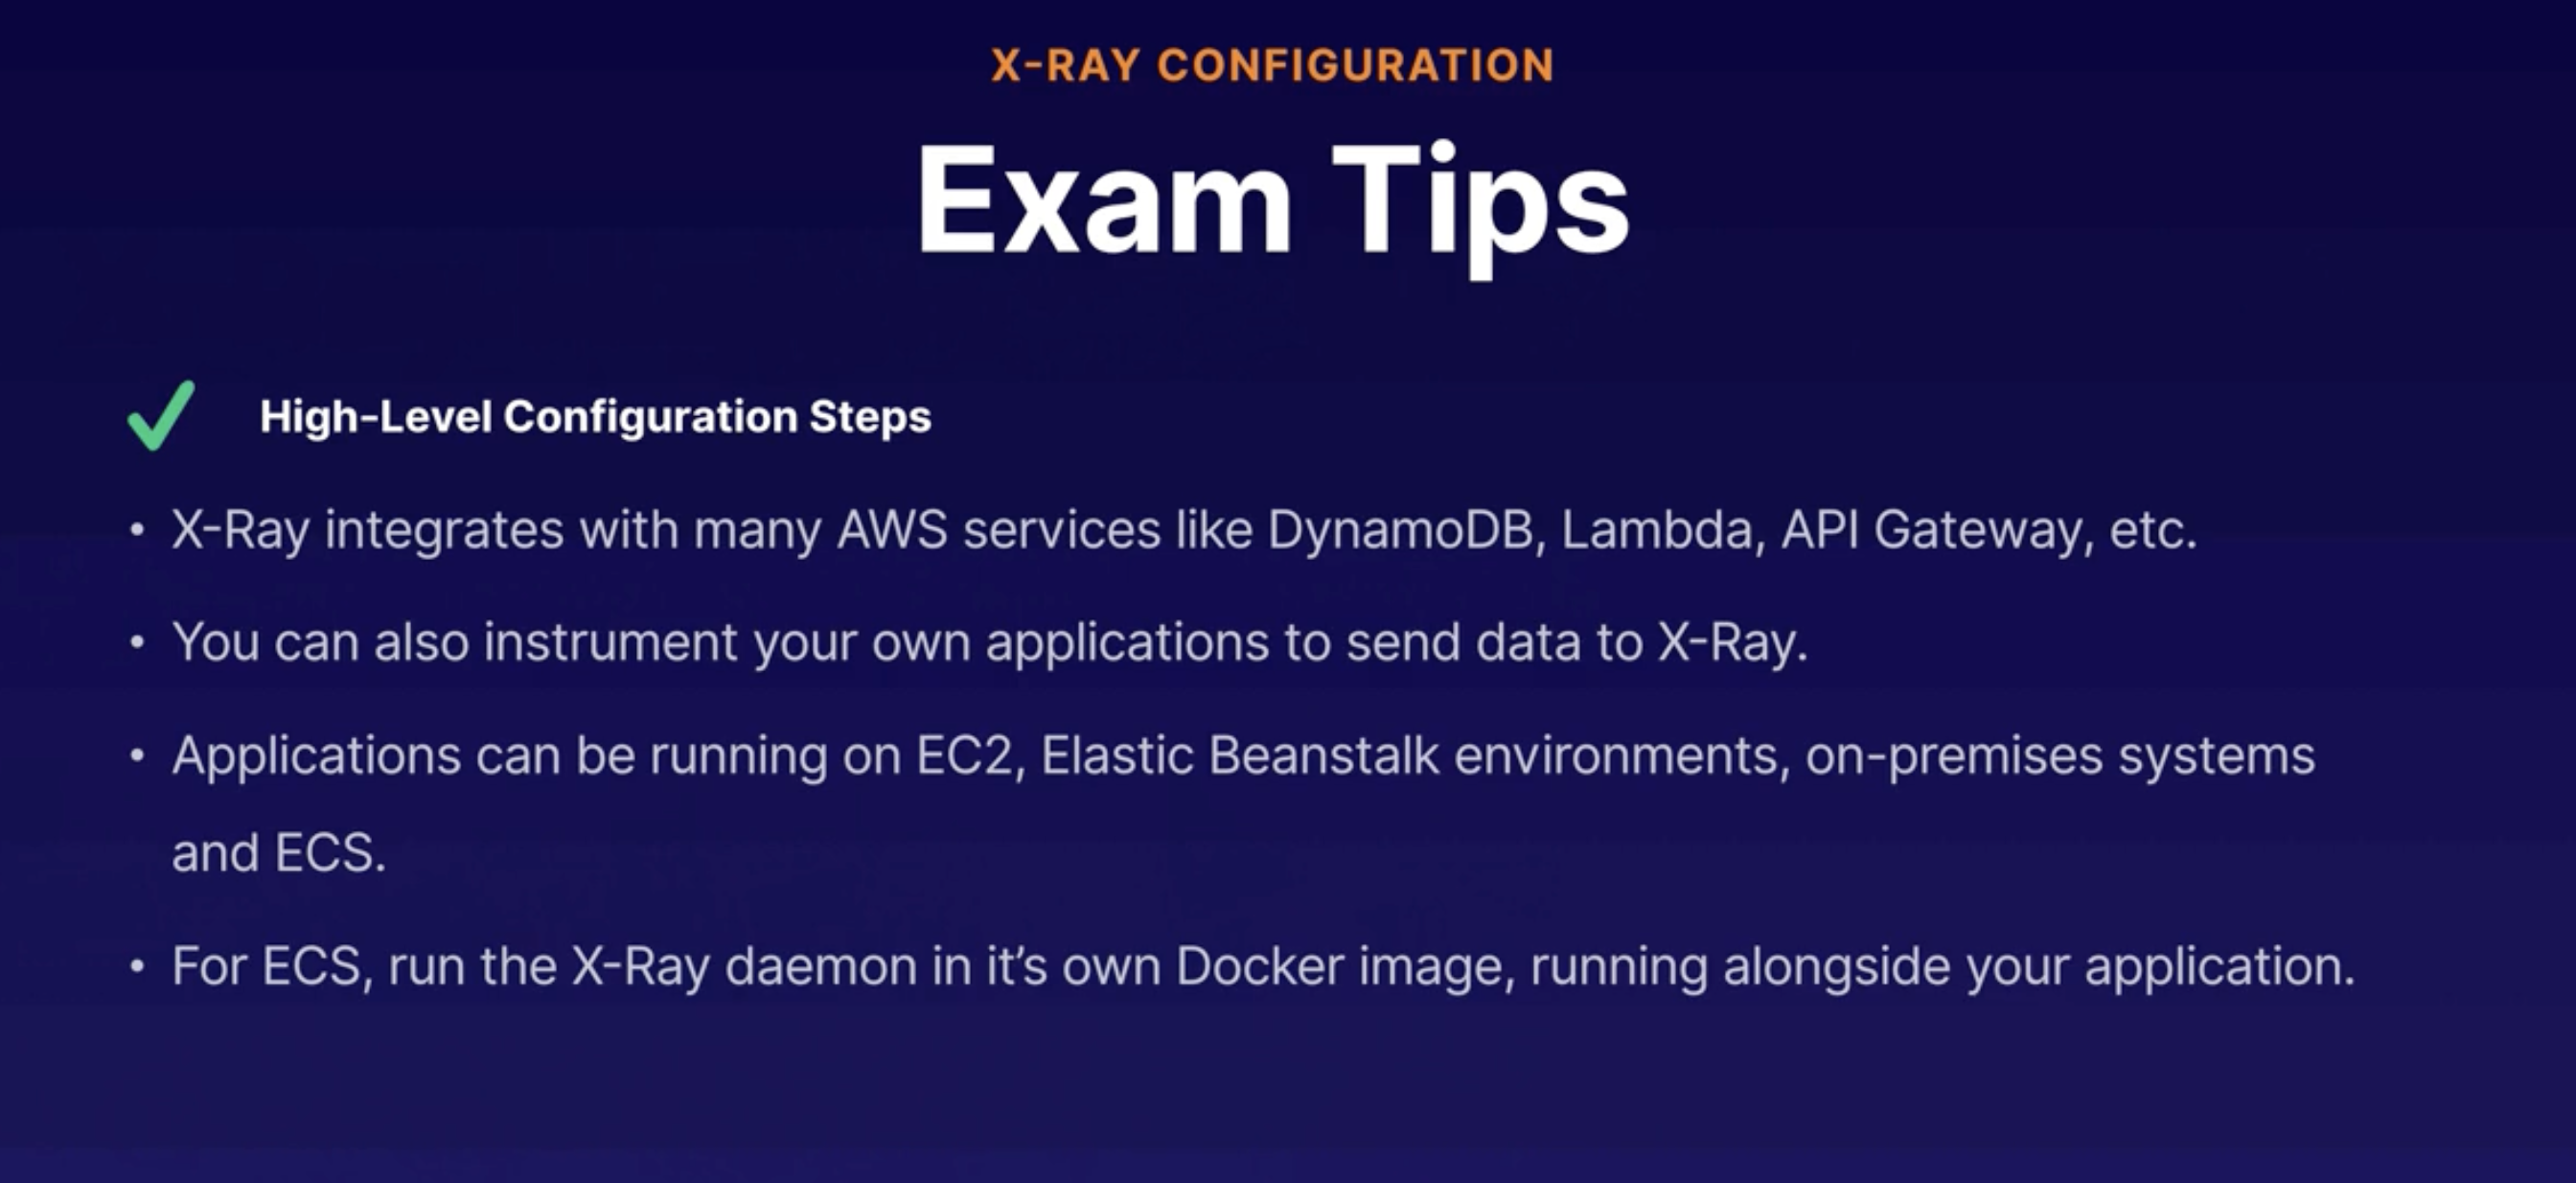 X-RAY CONFIGURATION
Exam Tips
High-Level Configuration Steps
• X-Ray integrates with many AWS services like DynamoDB, Lambda, API Gateway, etc.
• You can also instrument your own applications to send data to X-Ray.
• Applications can be running on EC2, Elastic Beanstalk environments, on-premises systems
and ECS.
• For ECS, run the X-Ray daemon in it’s own Docker image, running alongside your application.